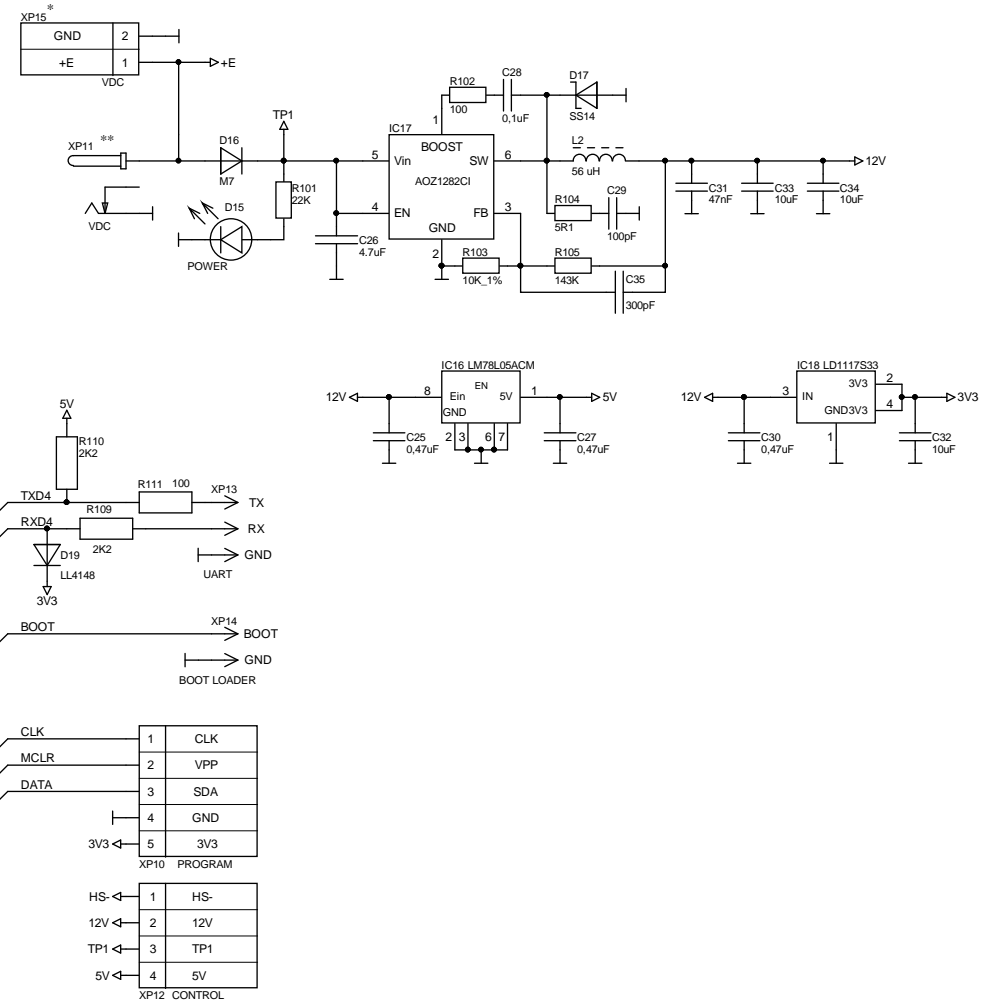 XP15 *
GND 2
+E 1
VDC
+E
XP11 **
VDC
D16
M7
TP1
R101
22K
D15
POWER
C26
4.7uF
IC17
BOOST
Vin
SW
AOZ1282CI
EN
FB
GND
1
5
6
4
3
2
R102
100
C28
0,1uF
D17
SS14
L2
56 uH
R104
5R1
C29
100pF
R103
10K_1%
R105
143K
C35
300pF
C31
47nF
C33
10uF
C34
10uF
12V
IC16 LM78L05ACM
12V
8
Ein
EN
5V
GND
1
5V
2 3 6 7
C25
0,47uF
C27
0,47uF
IC18 LD1117S33
12V
3
IN
3V3
GND3V3
2
4
1
3V3
C30
0,47uF
C32
10uF
5V
R110
2K2
TXD4
R111 100
XP13
TX
RXD4
R109
2K2
RX
D19
LL4148
3V3
GND
UART
BOOT
XP14
BOOT
GND
BOOT LOADER
CLK 1 CLK
MCLR 2 VPP
DATA 3 SDA
4 GND
3V3 5 3V3
XP10 PROGRAM
HS- 1 HS-
12V 2 12V
TP1 3 TP1
5V 4 5V
XP12 CONTROL